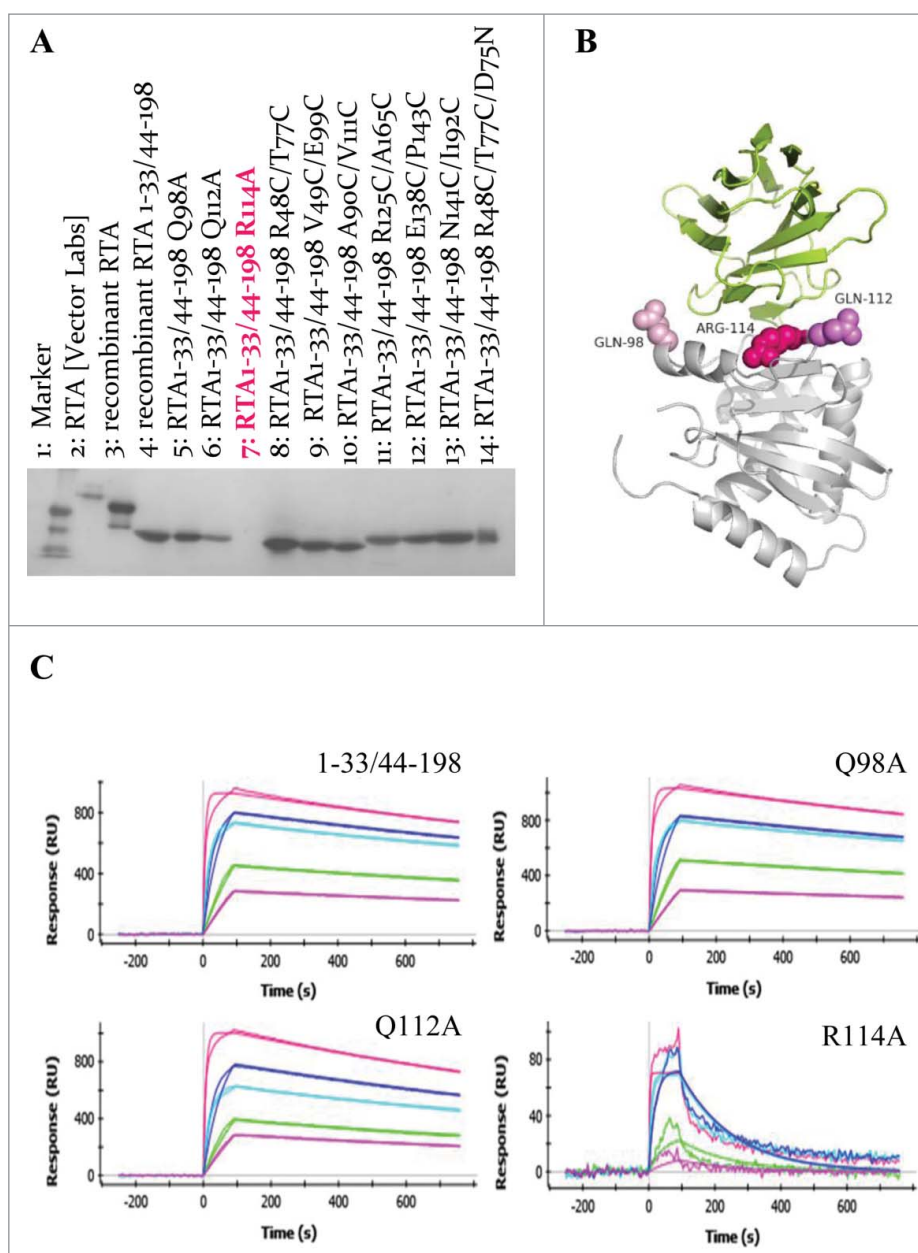 A
1: Marker
2: RTA [Vector Labs]
3: recombinant RTA
4: recombinant RTA 1-33/44-198
5: RTA1-33/44-198 Q98A
6: RTA1-33/44-198 Q112A
7: RTA1-33/44-198 R114A
8: RTA1-33/44-198 R48C/T77C
9: RTA1-33/44-198 V49C/E99C
10: RTA1-33/44-198 A90C/V111C
11: RTA1-33/44-198 R125C/A165C
12: RTA1-33/44-198 E138C/P143C
13: RTA1-33/44-198 N141C/I192C
14: RTA1-33/44-198 R48C/T77C/D75N
B
GLN-98
ARG-114
GLN-112
C
1-33/44-198
Response (RU)
800
400
0
-200 0 200 400 600
Time (s)
Q98A
Response (RU)
800
400
0
-200 0 200 400 600
Time (s)
Q112A
Response (RU)
800
400
0
-200 0 200 400 600
Time (s)
R114A
Response (RU)
80
40
0
-200 0 200 400 600
Time (s)